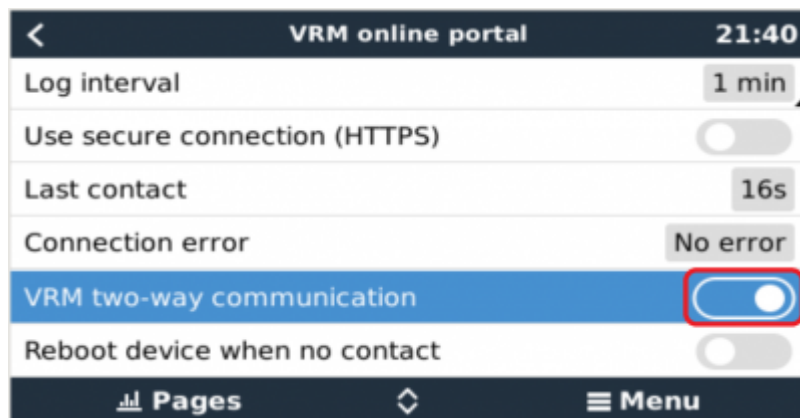 VRM online portal 21:40
Log interval 1 min
Use secure connection (HTTPS)
Last contact 16s
Connection error No error
VRM two-way communication
Reboot device when no contact
Pages Menu